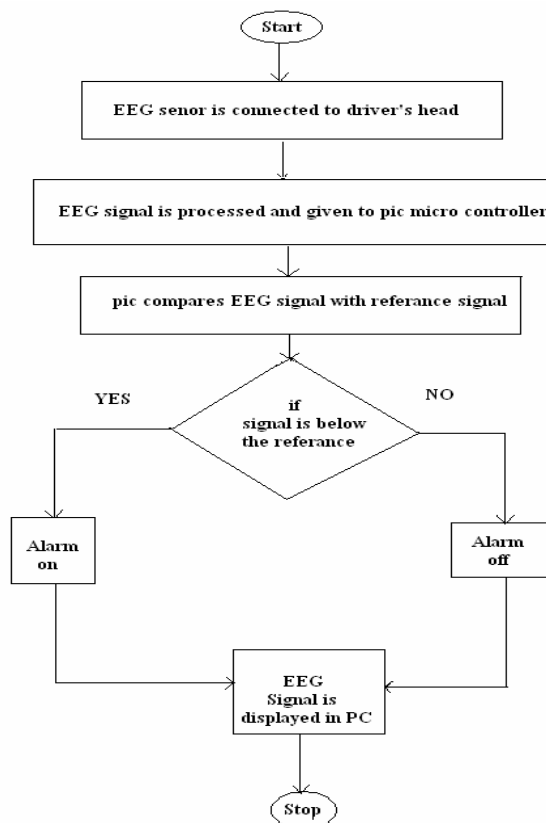 Start
EEG senor is connected to driver's head
EEG signal is processed and given to pic micro controller
pic compares EEG signal with referance signal
YES
NO
if
signal is below
the referance
Alarm
on
Alarm
off
EEG
Signal is
displayed in PC
Stop